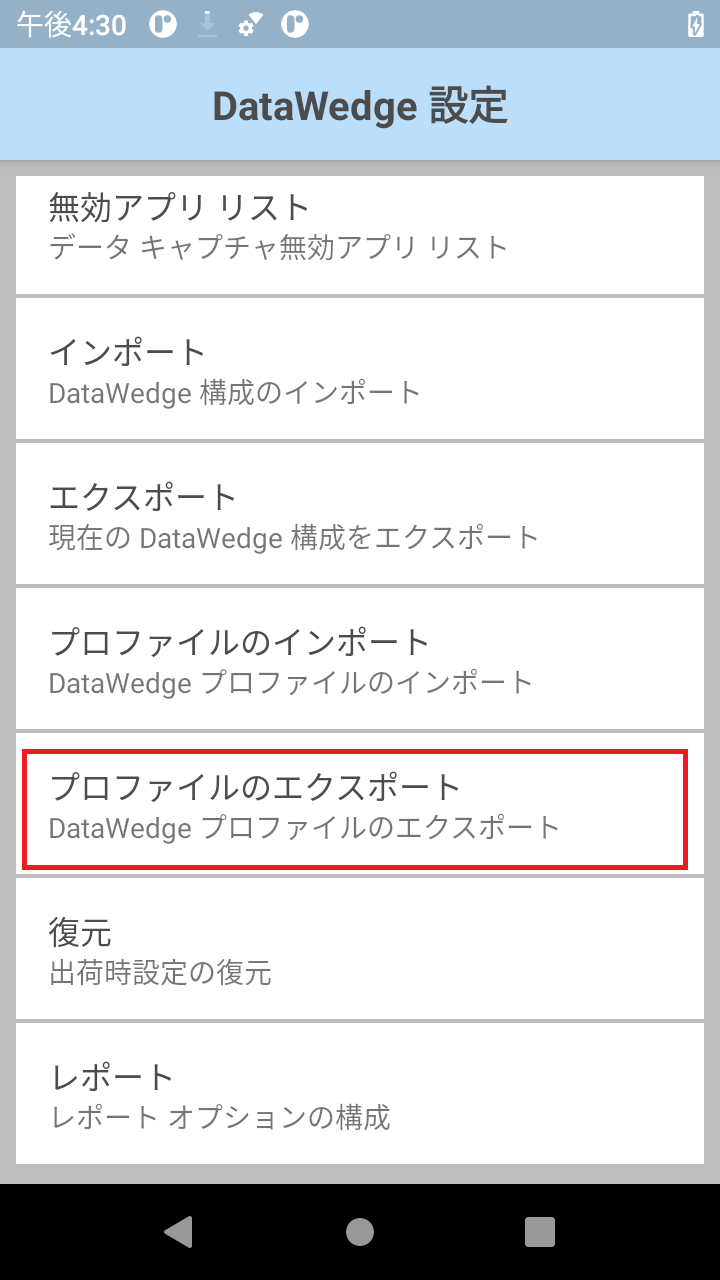 午後4:30
DataWedge 設定
無効アプリ リスト
データ キャプチャ無効アプリ リスト
インポート
DataWedge 構成のインポート
エクスポート
現在の DataWedge 構成をエクスポート
プロファイルのインポート
DataWedge プロファイルのインポート
プロファイルのエクスポート
DataWedge プロファイルのエクスポート
復元
出荷時設定の復元
レポート
レポート オプションの構成